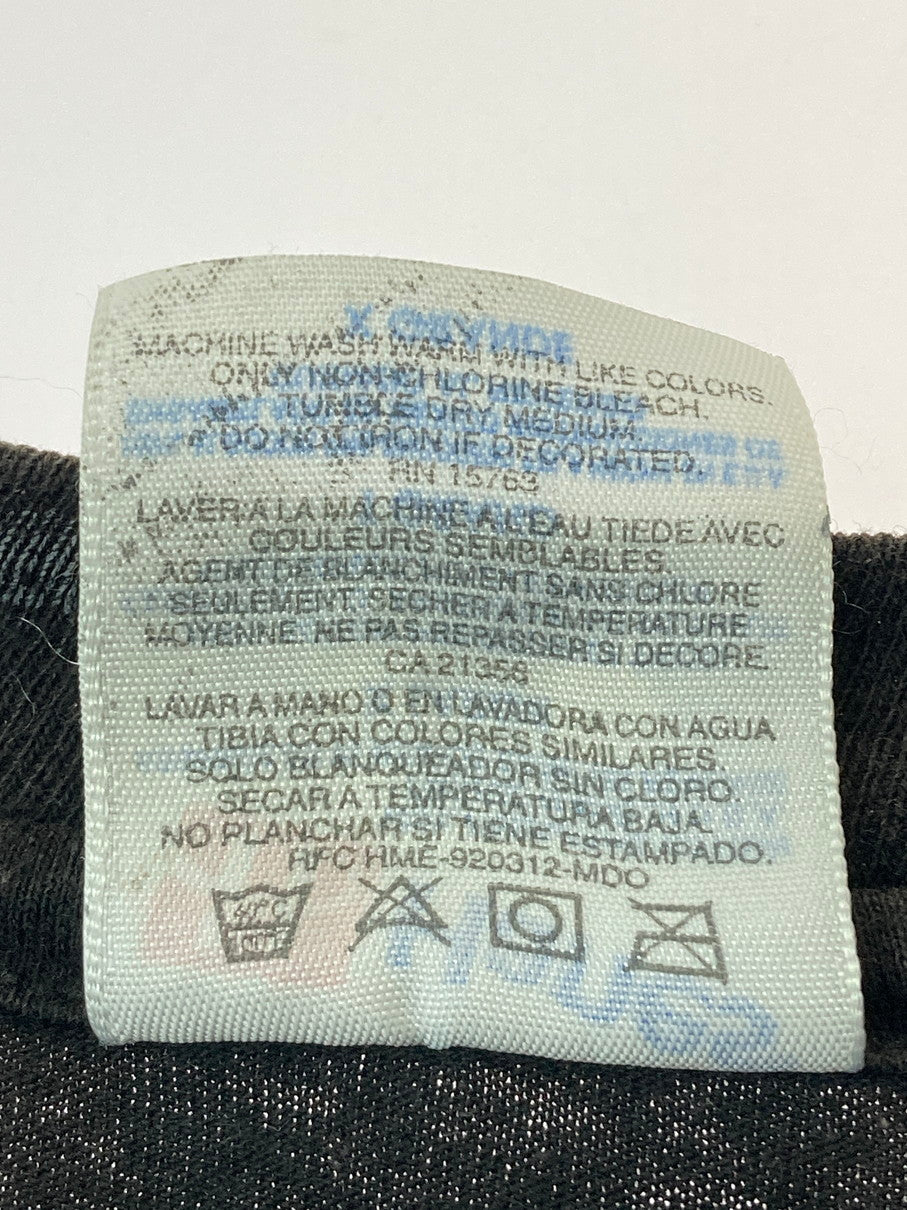 MACHINE WASH WARM WITH LIKE COLORS.
ONLY NON-CHLORINE BLEACH.
TUMBLE DRY, MEDIUM.
DO NOT IRON IF DECORATED.
RN 15763
LAVER A LA MACHINE A L'EAU TIEDE AVEC
COULEURS SEMBLABLES.
AGENT DE BLANCHIMENT SANS CHLORE
SEULEMENT. SECHER A TEMPERATURE
MOYENNE. NE PAS REPASSER SI DECORE.
CA 21356
LAVAR A MANO O EN LAVADORA CON AGUA
TIBIA CON COLORES SIMILARES.
SOLO BLANQUEADOR SIN CLORO.
SECAR A TEMPERATURA BAJA.
NO PLANCHAR SI TIENE ESTAMPADO.
RFC HME-920312-MDO
40° C